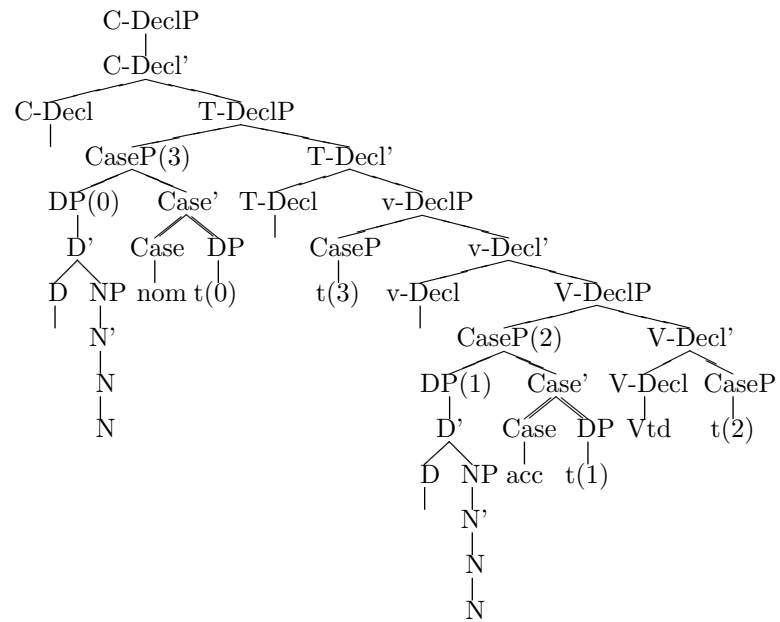 C-DeclP
C-Decl’
C-Decl T-DeclP
CaseP(3) T-Decl’
DP(0) Case’ T-Decl v-DeclP
D’ Case DP CaseP v-Decl’
D NP nom t(0) t(3) v-Decl V-DeclP
N’ CaseP(2) V-Decl’
N DP(1) Case’ V-Decl CaseP
N D’ Case DP Vtd t(2)
D NP acc t(1)
N’
N
N